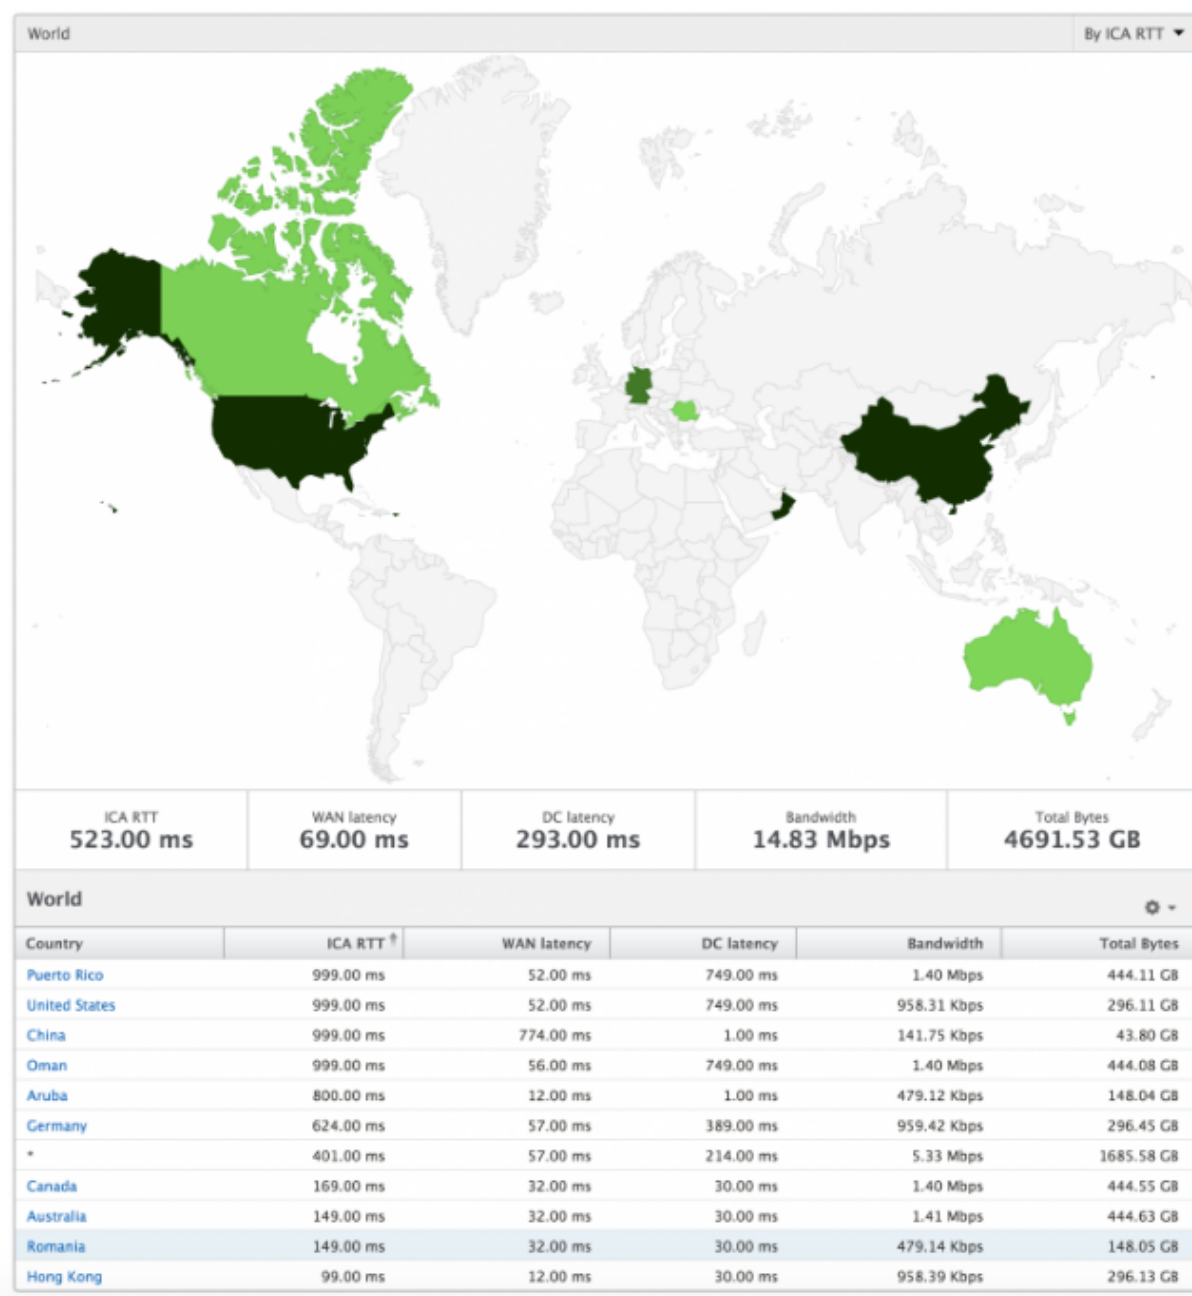 World By ICA RTT
ICA RTT WAN latency DC latency Bandwidth Total Bytes
523.00 ms 69.00 ms 293.00 ms 14.83 Mbps 4691.53 GB
World
Country ICA RTT WAN latency DC latency Bandwidth Total Bytes
Puerto Rico 999.00 ms 52.00 ms 749.00 ms 1.40 Mbps 444.11 GB
United States 999.00 ms 52.00 ms 749.00 ms 958.31 Kbps 296.11 GB
China 999.00 ms 774.00 ms 1.00 ms 141.75 Kbps 43.80 GB
Oman 999.00 ms 56.00 ms 749.00 ms 1.40 Mbps 444.08 GB
Aruba 800.00 ms 12.00 ms 1.00 ms 479.12 Kbps 148.04 GB
Germany 624.00 ms 57.00 ms 389.00 ms 959.42 Kbps 296.45 GB
* 401.00 ms 57.00 ms 214.00 ms 5.33 Mbps 1685.58 GB
Canada 169.00 ms 32.00 ms 30.00 ms 1.40 Mbps 444.55 GB
Australia 149.00 ms 32.00 ms 30.00 ms 1.41 Mbps 444.63 GB
Romania 149.00 ms 32.00 ms 30.00 ms 479.14 Kbps 148.05 GB
Hong Kong 99.00 ms 12.00 ms 30.00 ms 958.39 Kbps 296.13 GB